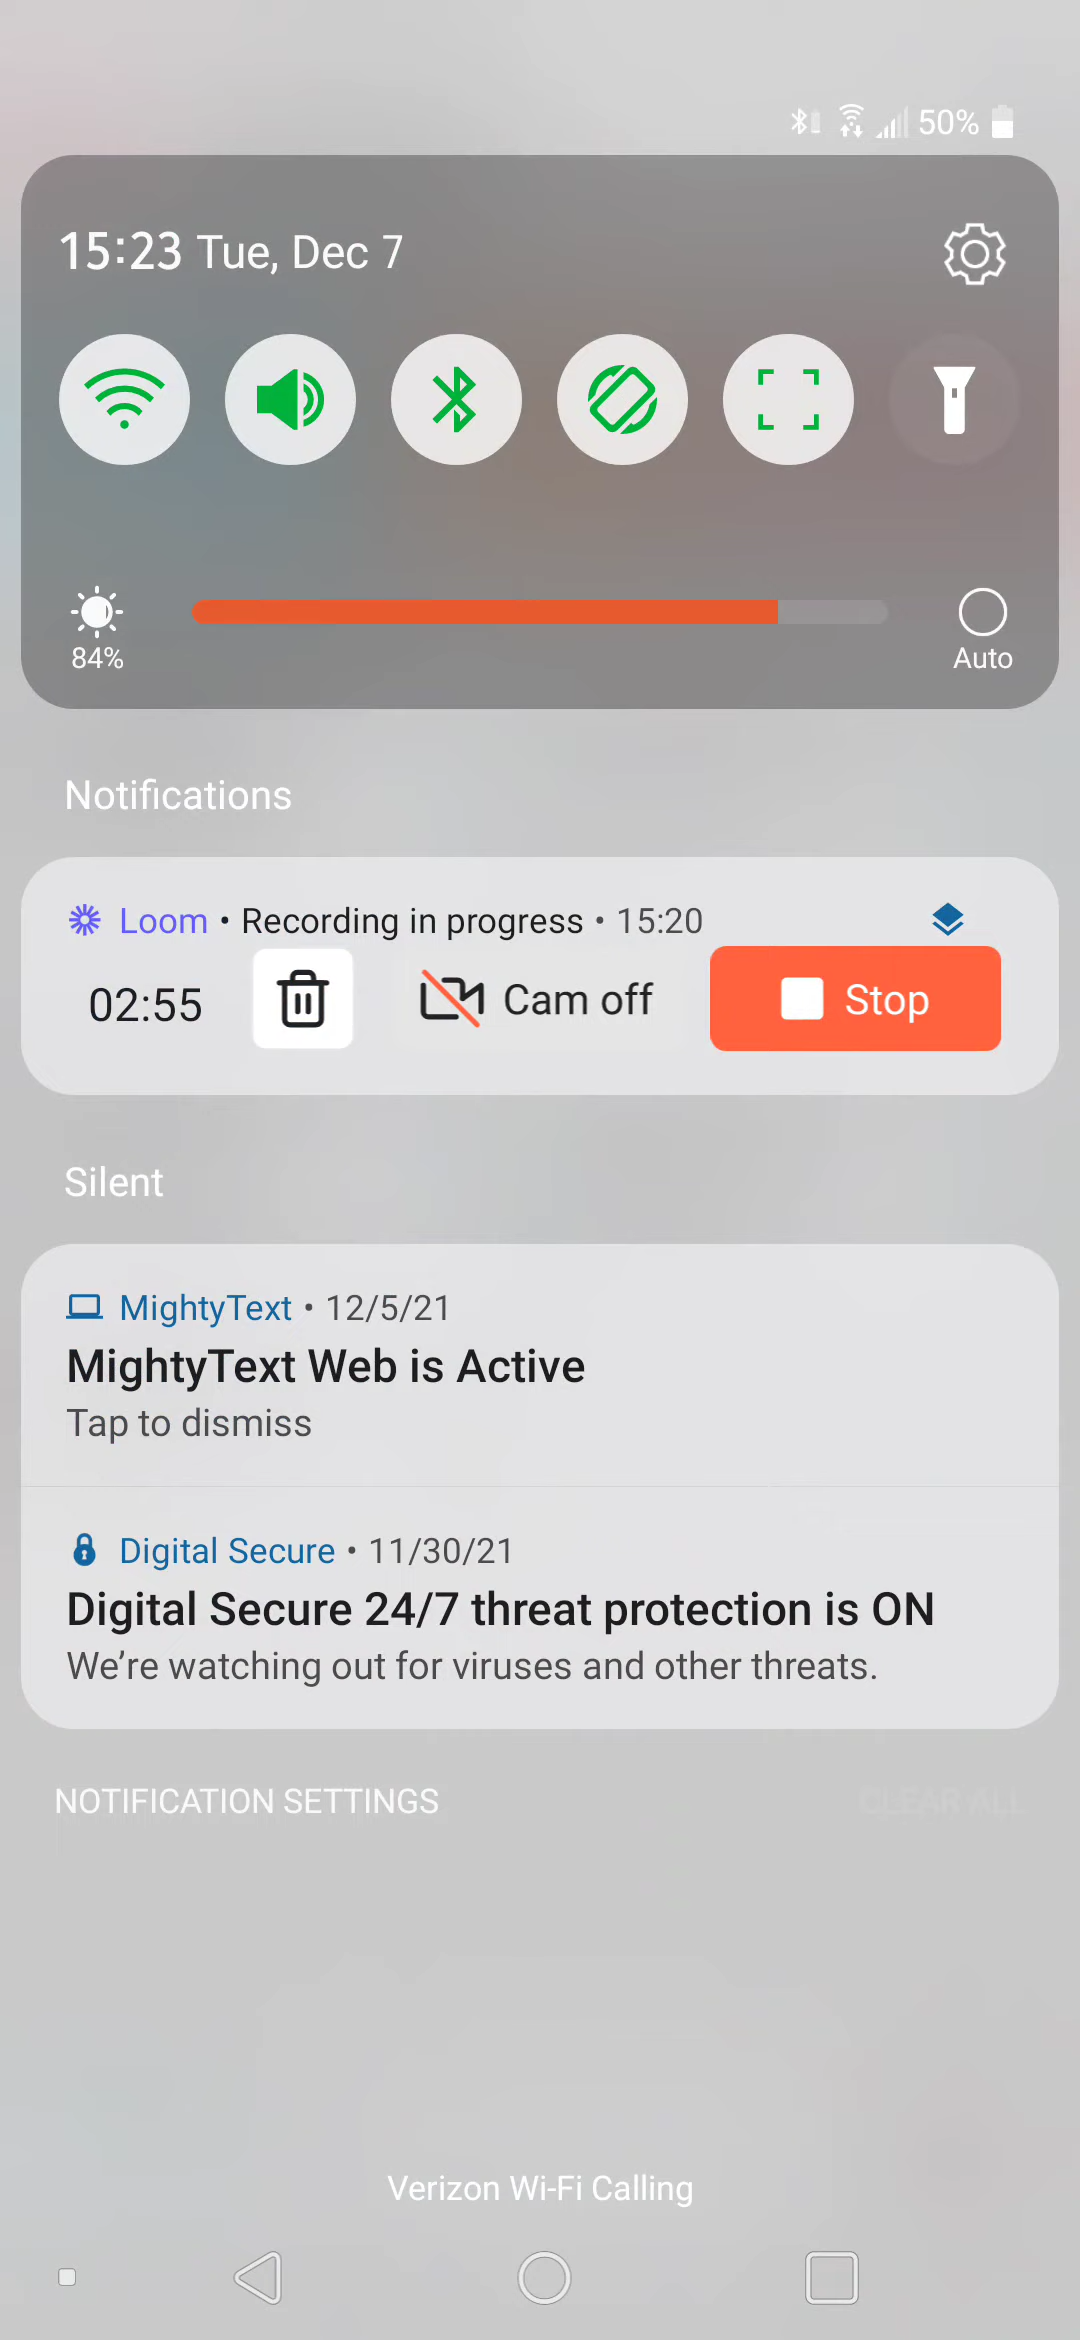 50%
15:23 Tue, Dec 7
84%
Auto
Notifications
Loom • Recording in progress • 15:20
02:55
Cam off
Stop
Silent
MightyText • 12/5/21
MightyText Web is Active
Tap to dismiss
Digital Secure • 11/30/21
Digital Secure 24/7 threat protection is ON
We’re watching out for viruses and other threats.
NOTIFICATION SETTINGS
CLEAR ALL
Verizon Wi-Fi Calling